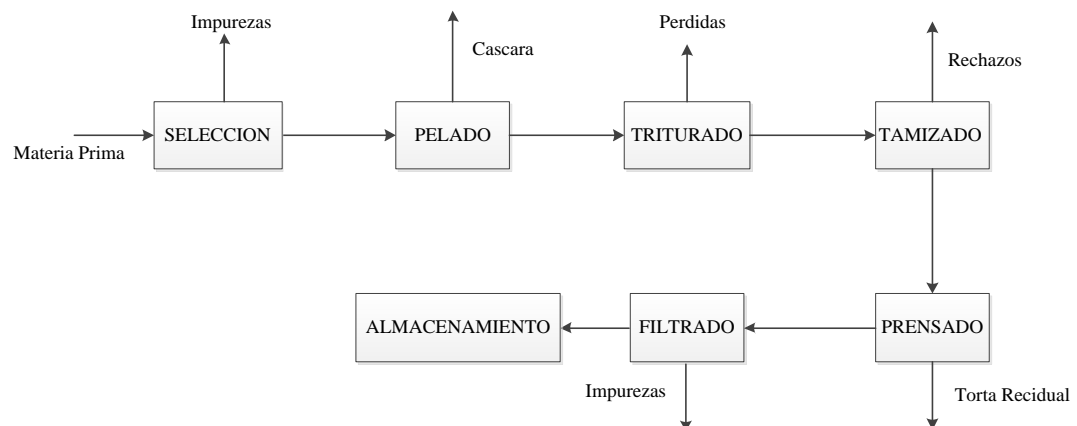 Impurezas
Cascara
Perdidas
Rechazos
SELECCION
PELADO
TRITURADO
TAMIZADO
Materia Prima
ALMACENAMIENTO
FILTRADO
PRENSADO
Impurezas
Torta Recidual